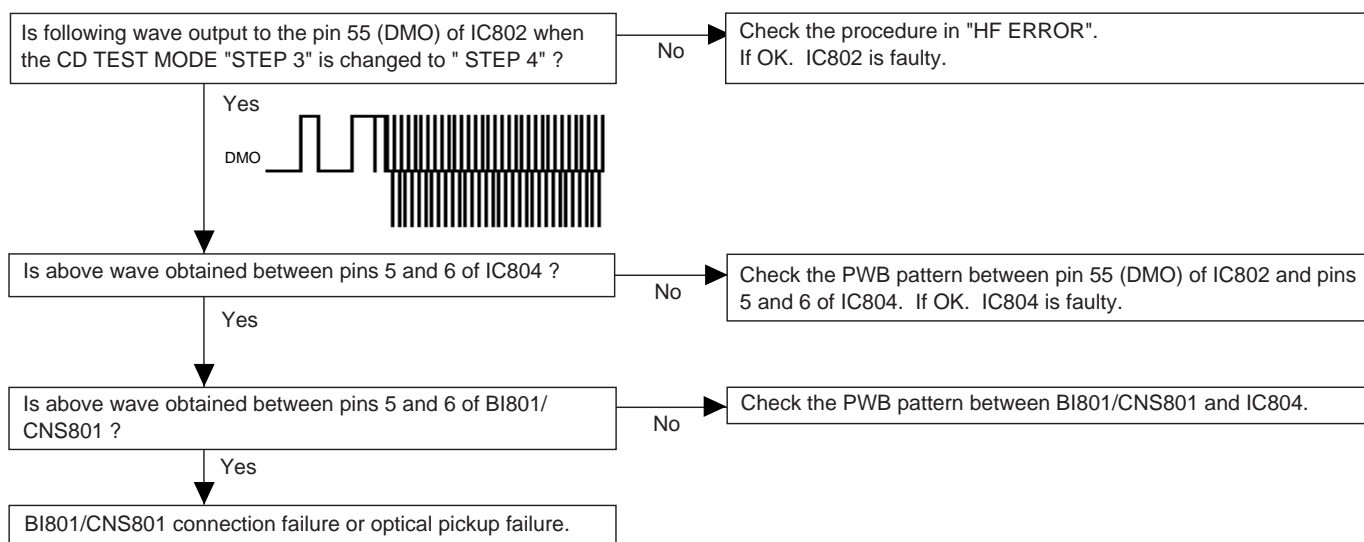 Is following wave output to the pin 55 (DMO) of IC802 when
the CD TEST MODE "STEP 3" is changed to " STEP 4" ?
No
Check the procedure in "HF ERROR".
If OK.  IC802 is faulty.
Yes
DMO
Is above wave obtained between pins 5 and 6 of IC804 ?
No
Check the PWB pattern between pin 55 (DMO) of IC802 and pins
5 and 6 of IC804.  If OK.  IC804 is faulty.
Yes
Is above wave obtained between pins 5 and 6 of BI801/
CNS801 ?
No
Check the PWB pattern between BI801/CNS801 and IC804.
Yes
BI801/CNS801 connection failure or optical pickup failure.